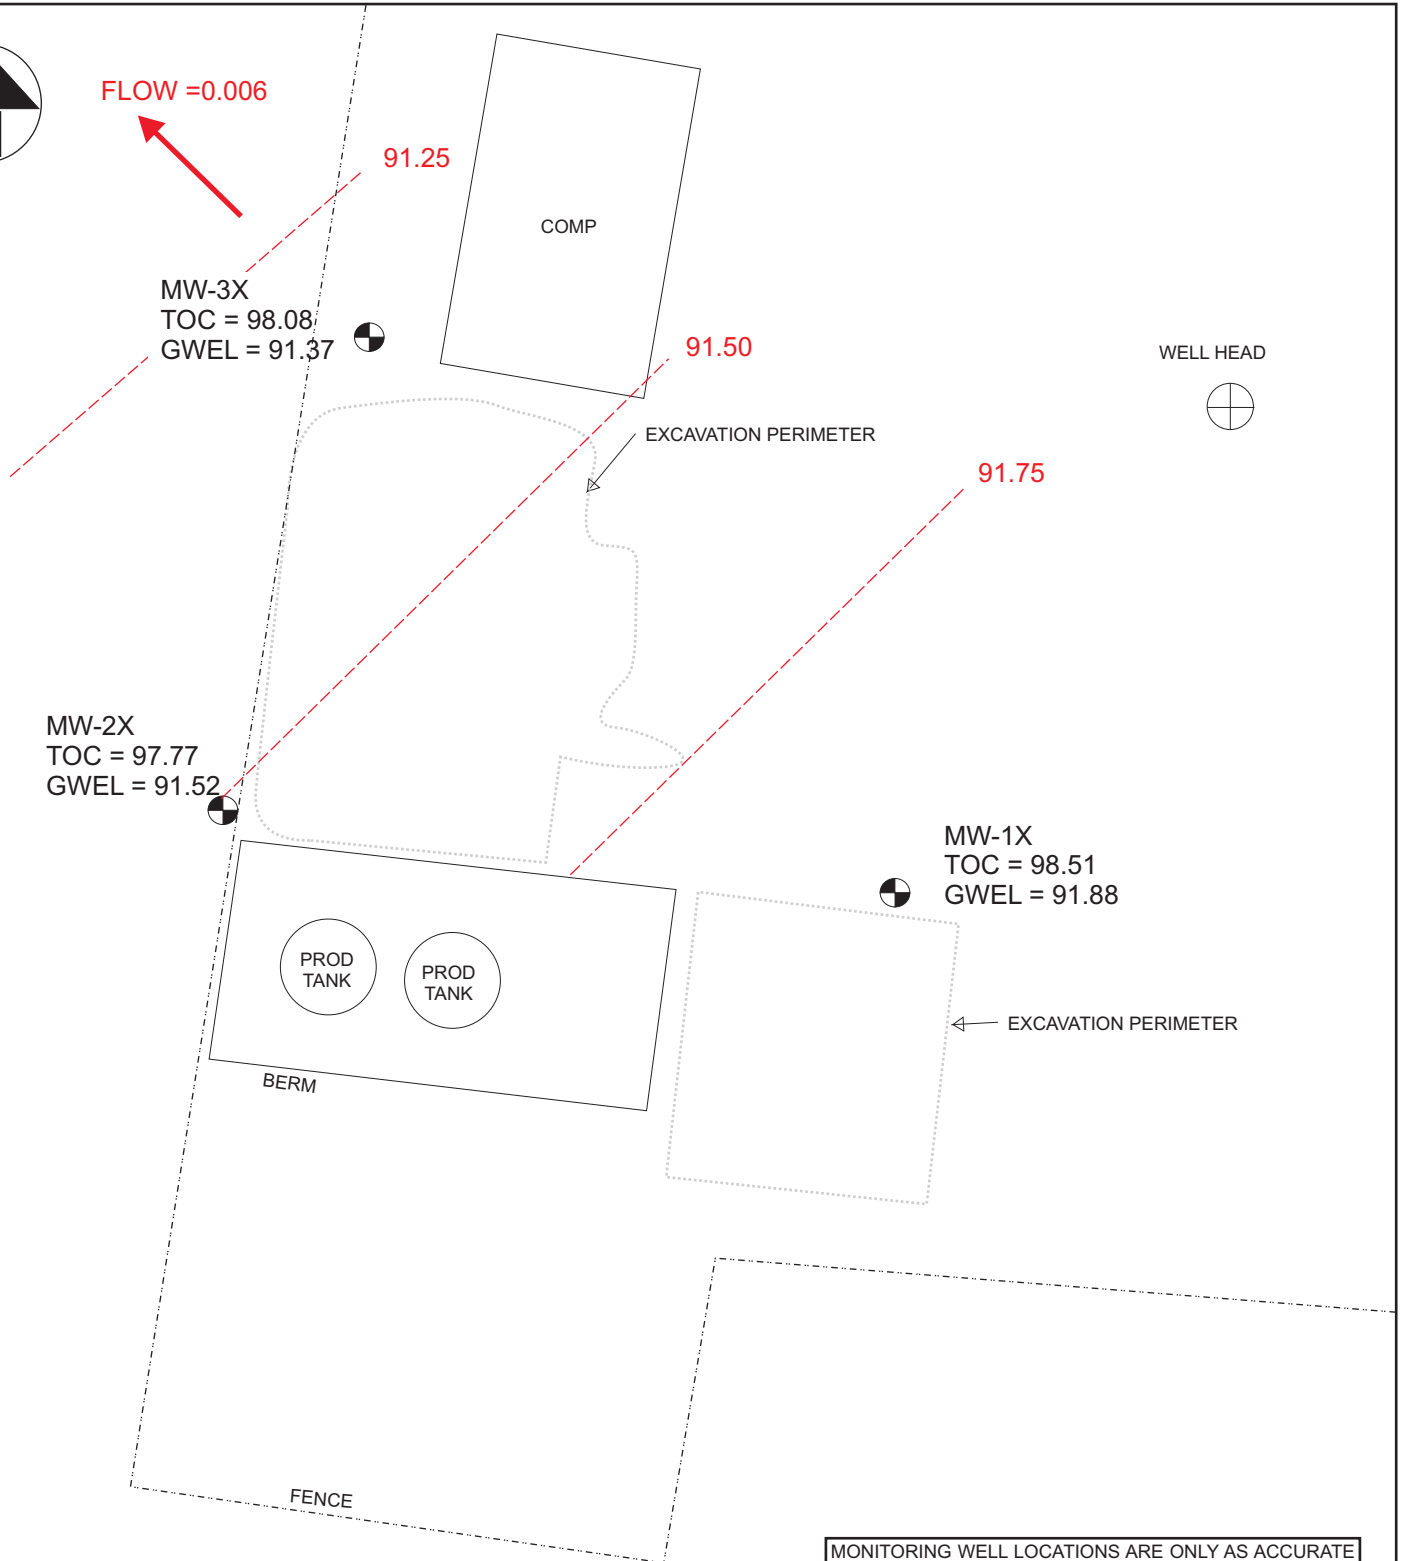 FLOW =0.006
91.25
COMP
MW-3X
TOC = 98.08
GWEL = 91.37
91.50
WELL HEAD
EXCAVATION PERIMETER
91.75
MW-2X
TOC = 97.77
GWEL = 91.52
MW-1X
TOC = 98.51
GWEL = 91.88
PROD
TANK
PROD
TANK
EXCAVATION PERIMETER
BERM
FENCE
MONITORING WELL LOCATIONS ARE ONLY AS ACCURATE